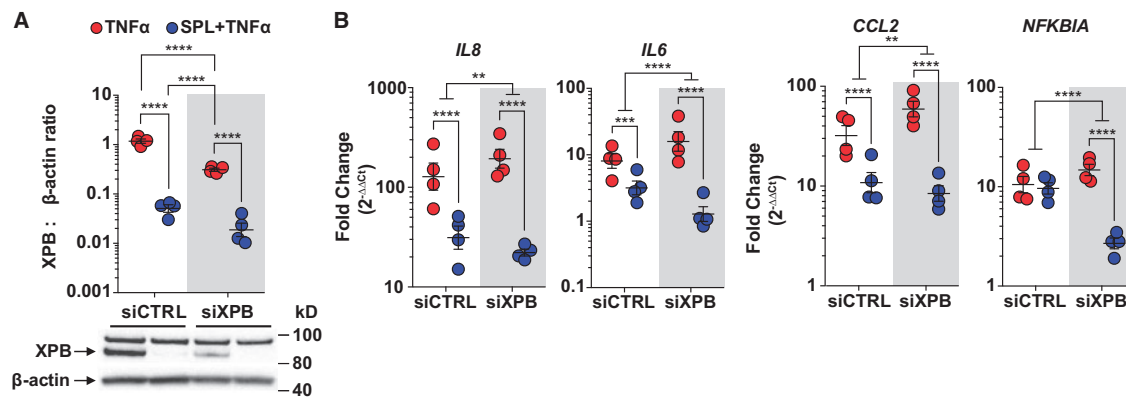 A
TNFα SPL+TNFα
****
****
****
****
XPB : β-actin ratio
10
1
0.1
0.01
0.001
siCTRL siXPB
kD
XPB
100
80
β-actin
40
B
Fold Change
(2-ΔΔCt)
IL8
**
****
****
1000
100
10
siCTRL siXPB
IL6
****
***
****
100
10
1
0.1
siCTRL siXPB
Fold Change
(2-ΔΔCt)
CCL2
**
****
****
100
10
1
siCTRL siXPB
NFKBIA
****
****
100
10
1
siCTRL siXPB